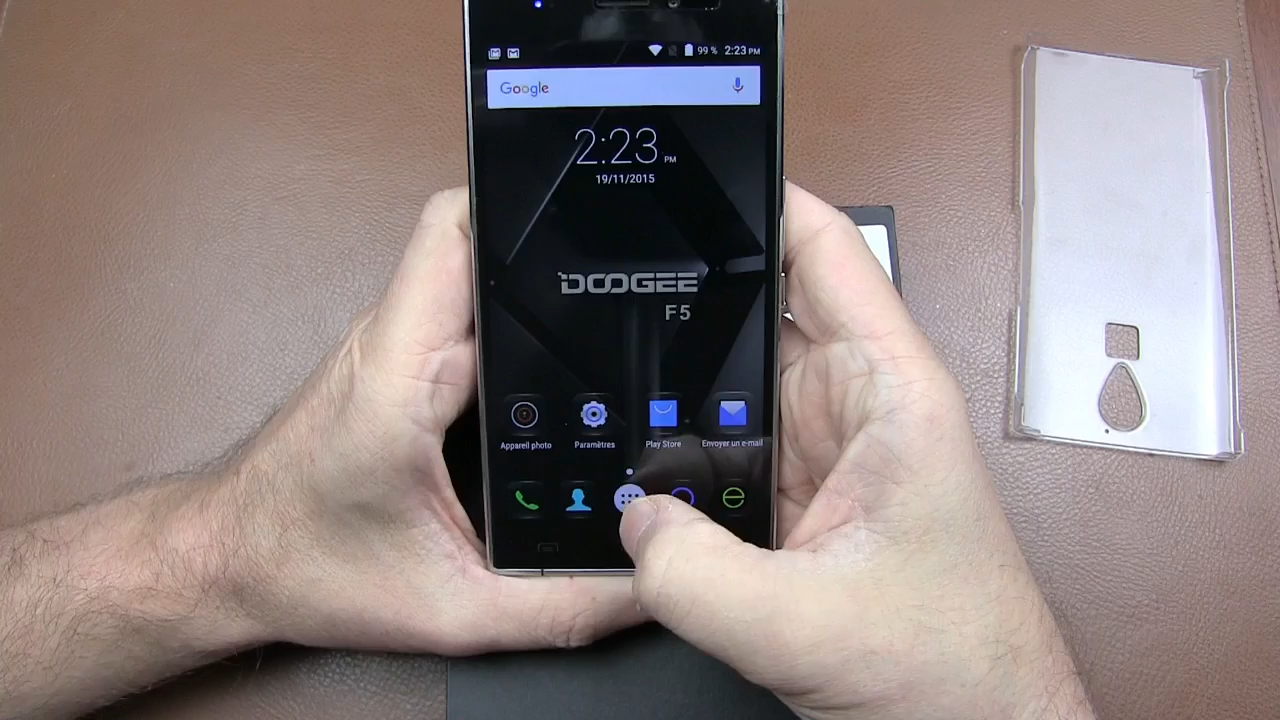 99 % 2:23 PM
Google
2:23 PM
19/11/2015
DOOGEE
F5
Appareil photo Paramètres Play Store Envoyer un e-mail